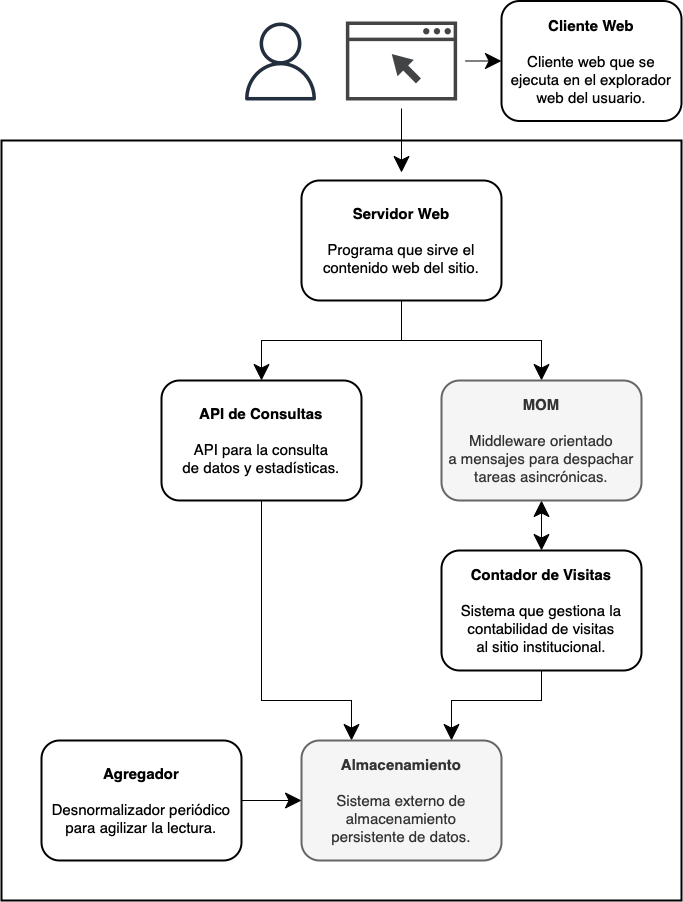 Cliente Web
Cliente web que se
ejecuta en el explorador
web del usuario.
Servidor Web
Programa que sirve el
contenido web del sitio.
API de Consultas
API para la consulta
de datos y estadísticas.
MOM
Middleware orientado
a mensajes para despachar
tareas asincrónicas.
Contador de Visitas
Sistema que gestiona la
contabilidad de visitas
al sitio institucional.
Agregador
Desnormalizador periódico
para agilizar la lectura.
Almacenamiento
Sistema externo de
almacenamiento
persistente de datos.